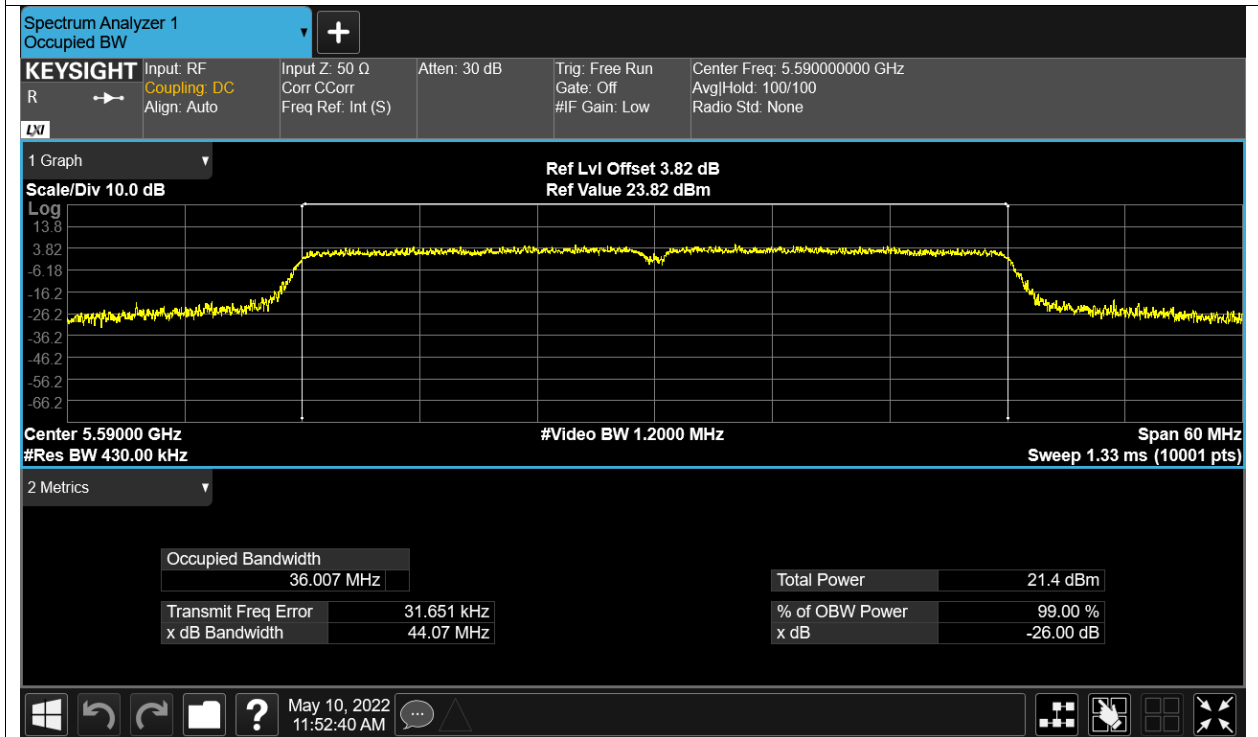 Spectrum Analyzer 1
Occupied BW
KEYSIGHT
R
LXI
Input: RF
Coupling: DC
Align: Auto
Input Z: 50 Ω
Corr CCorr
Freq Ref: Int (S)
Atten: 30 dB
Trig: Free Run
Gate: Off
#IF Gain: Low
Center Freq: 5.590000000 GHz
Avg|Hold: 100/100
Radio Std: None
1 Graph
Scale/Div 10.0 dB
Ref Lvl Offset 3.82 dB
Ref Value 23.82 dBm
Log
13.8
3.82
-6.18
-16.2
-26.2
-36.2
-46.2
-56.2
-66.2
Center 5.59000 GHz
#Res BW 430.00 kHz
#Video BW 1.2000 MHz
Span 60 MHz
Sweep 1.33 ms (10001 pts)
2 Metrics
Occupied Bandwidth
36.007 MHz
Transmit Freq Error 31.651 kHz
x dB Bandwidth 44.07 MHz
Total Power 21.4 dBm
% of OBW Power 99.00 %
x dB -26.00 dB
?
May 10, 2022
11:52:40 AM